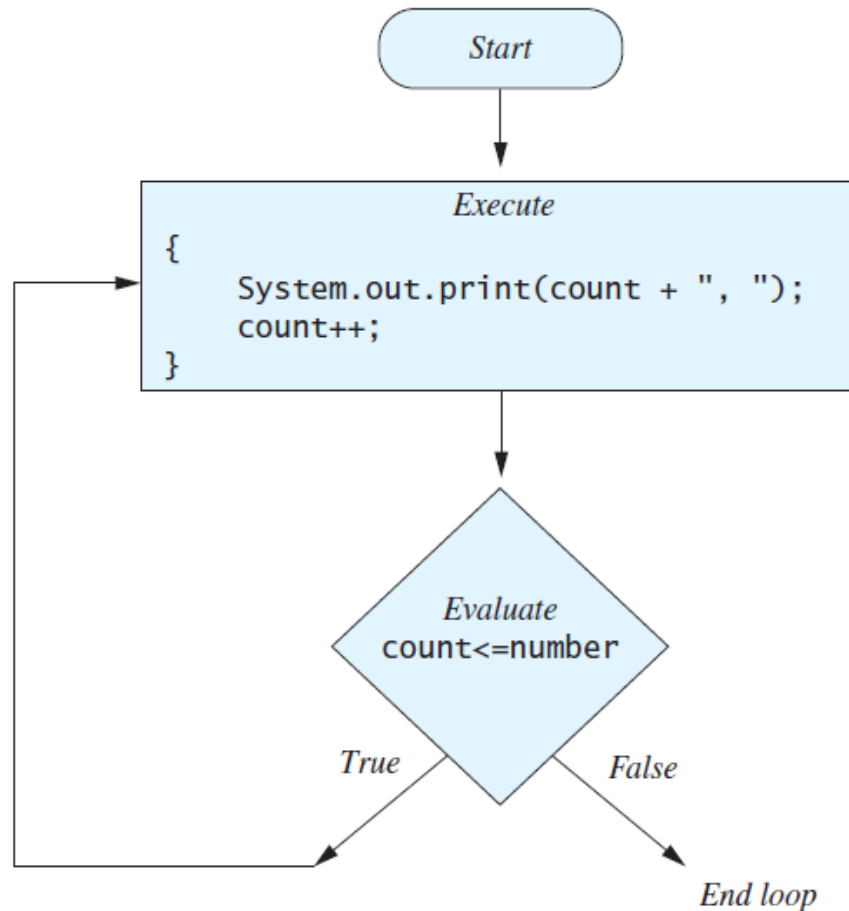 Start
Execute
{
System.out.print(count + ", ");
count++;
}
Evaluate
count<=number
True
False
End loop